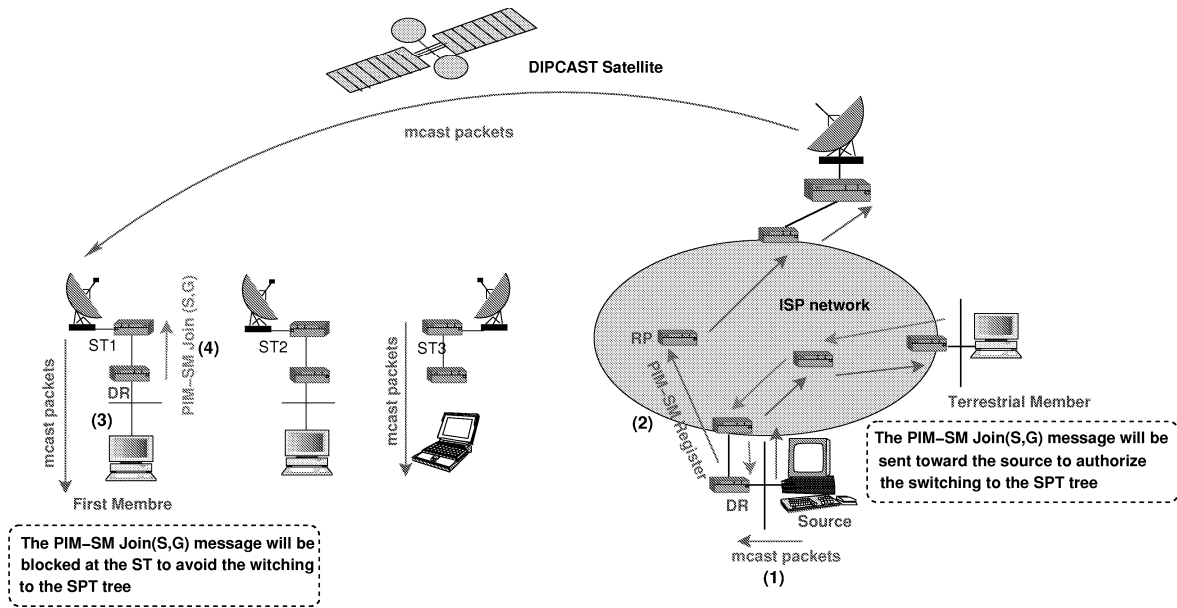 DIPCAST Satellite
mcast packets
ISP network
RP
PIM–SM Register
(2)
ST1
ST2
ST3
PIM–SM Join (S,G)
(4)
DR
(3)
mcast packets
mcast packets
First Membre
Terrestrial Member
DR
Source
mcast packets
(1)
The PIM–SM Join(S,G) message will be
sent toward the source to authorize
the switching to the SPT tree
The PIM–SM Join(S,G) message will be
blocked at the ST to avoid the witching
to the SPT tree